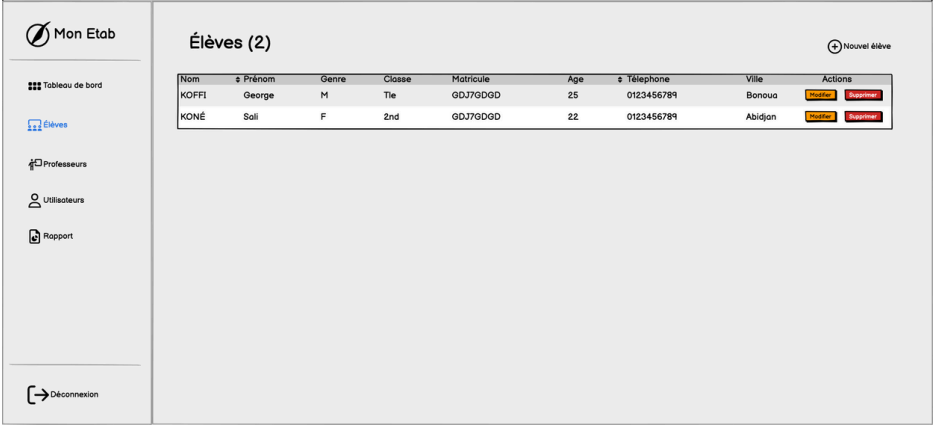 Mon Etab
Tableau de bord
Élèves
Professeurs
Utilisateurs
Rapport
Déconnexion
Élèves (2)
Nouvel élève
Nom Prénom Genre Classe Matricule Age Télephone Ville Actions
KOFFI George M Tle GDJ7GDGD 25 0123456789 Bonoua Modifier Supprimer
KONÉ Sali F 2nd GDJ7GDGD 22 0123456789 Abidjan Modifier Supprimer